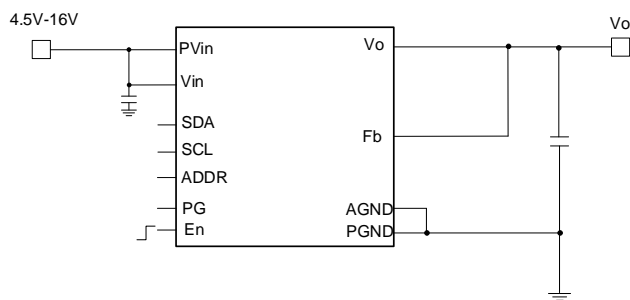 4.5V-16V
Vo
PVin
Vo
Vin
SDA
Fb
SCL
ADDR
PG
AGND
En
PGND